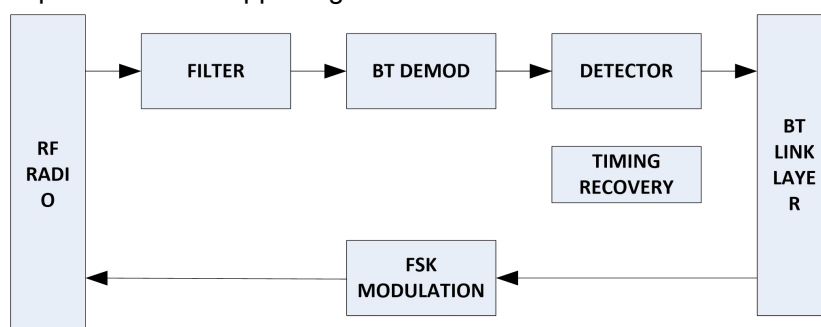 FILTER
BT DEMOD
DETECTOR
RF
RADI
O
TIMING
RECOVERY
BT
LINK
LAYE
R
FSK
MODULATION